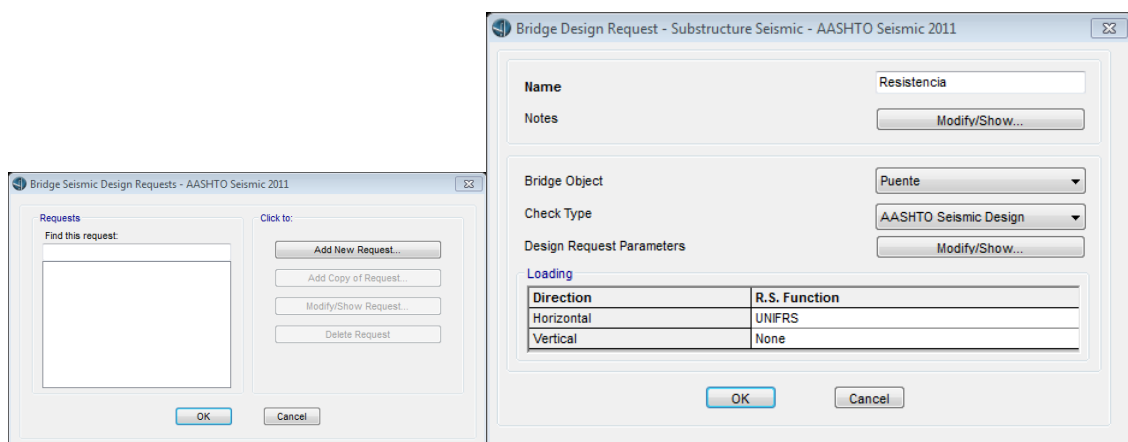 Bridge Seismic Design Requests - AASHTO Seismic 2011
Requests
Find this request:
Click to:
Add New Request...
Add Copy of Request...
Modify/Show Request...
Delete Request
OK
Cancel
Bridge Design Request - Substructure Seismic - AASHTO Seismic 2011
Name
Resistencia
Notes
Modify/Show...
Bridge Object
Puente
Check Type
AASHTO Seismic Design
Design Request Parameters
Modify/Show...
Loading
Direction R.S. Function
Horizontal UNIFRS
Vertical None
OK
Cancel